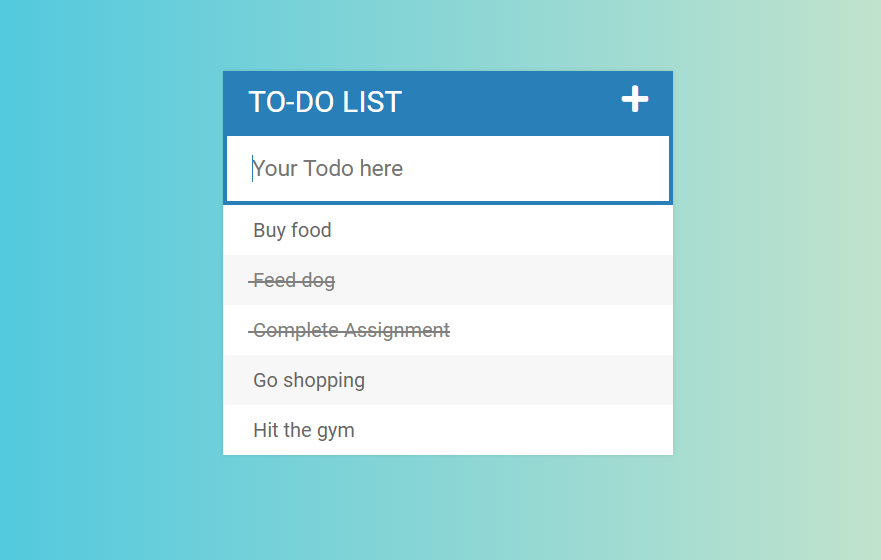 TO-DO LIST
Your Todo here
Buy food
Feed dog
Complete Assignment
Go shopping
Hit the gym